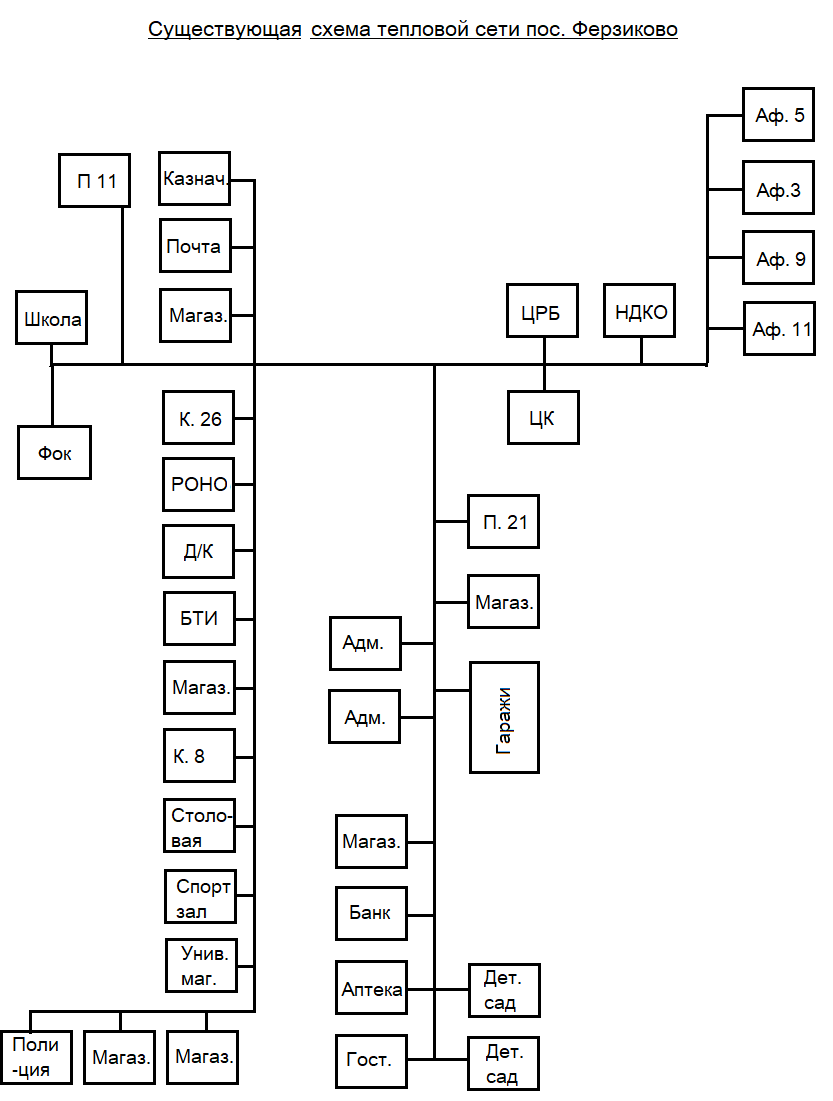 Существующая схема тепловой сети пос. Ферзиково
Аф. 5
П 11
Казнач.
Аф.3
Почта
Аф. 9
Школа
Магаз.
ЦРБ
НДКО
Аф. 11
Фок
К. 26
ЦК
РОНО
П. 21
Д/К
БТИ
Магаз.
Адм.
Магаз.
Гаражи
Адм.
К. 8
Столо-
вая
Магаз.
Спорт
зал
Банк
Унив.
маг.
Аптека
Дет.
сад
Поли
-ция
Магаз.
Магаз.
Гост.
Дет.
сад